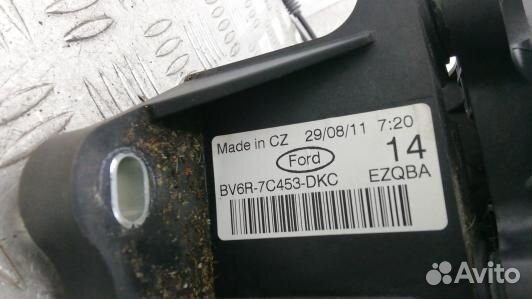 Made in CZ 29/08/11 7:20
Ford 14
BV6R-7C453-DKC EZQBA
Avito